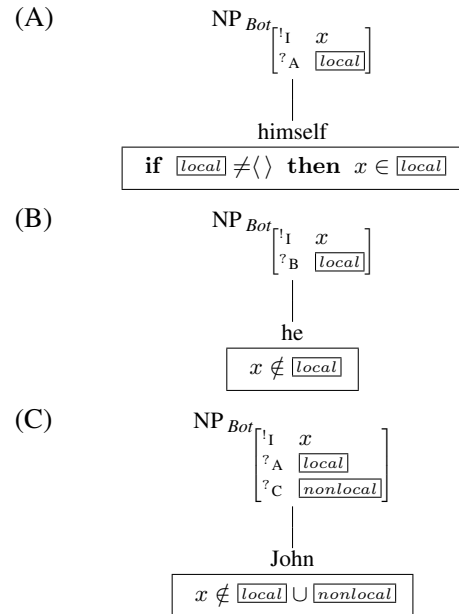 (A)
NP Bot
!I x
?A local
himself
if local ≠⟨ ⟩ then x ∈ local
(B)
NP Bot
!I x
?B local
he
x ∉ local
(C)
NP Bot
!I x
?A local
?C nonlocal
John
x ∉ local ∪ nonlocal